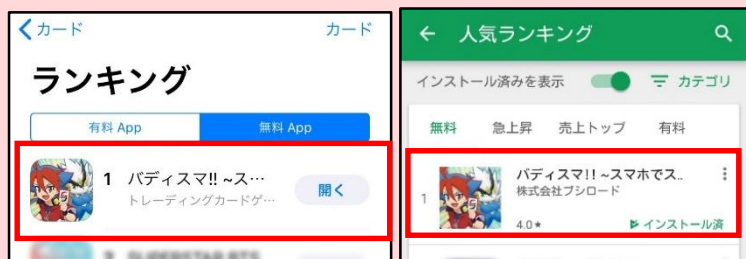 カード
カード
ランキング
有料 App
無料 App
1
バディスマ!! ~ス…
トレーディングカードゲ…
開く
2
SUPERSTAR BTS
人気ランキング
インストール済みを表示
カテゴリ
無料
急上昇
売上トップ
有料
1
バディスマ!! ~スマホでス..
株式会社ブシロード
4.0★
インストール済